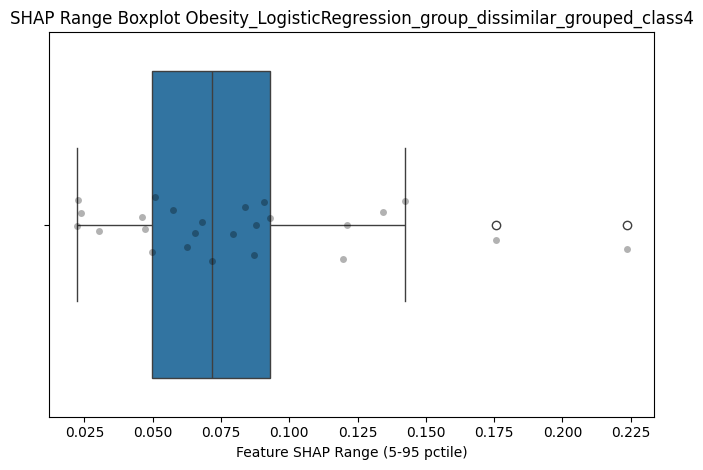 SHAP Range Boxplot Obesity_LogisticRegression_group_dissimilar_grouped_class4
0.025 0.050 0.075 0.100 0.125 0.150 0.175 0.200 0.225
Feature SHAP Range (5-95 pctile)